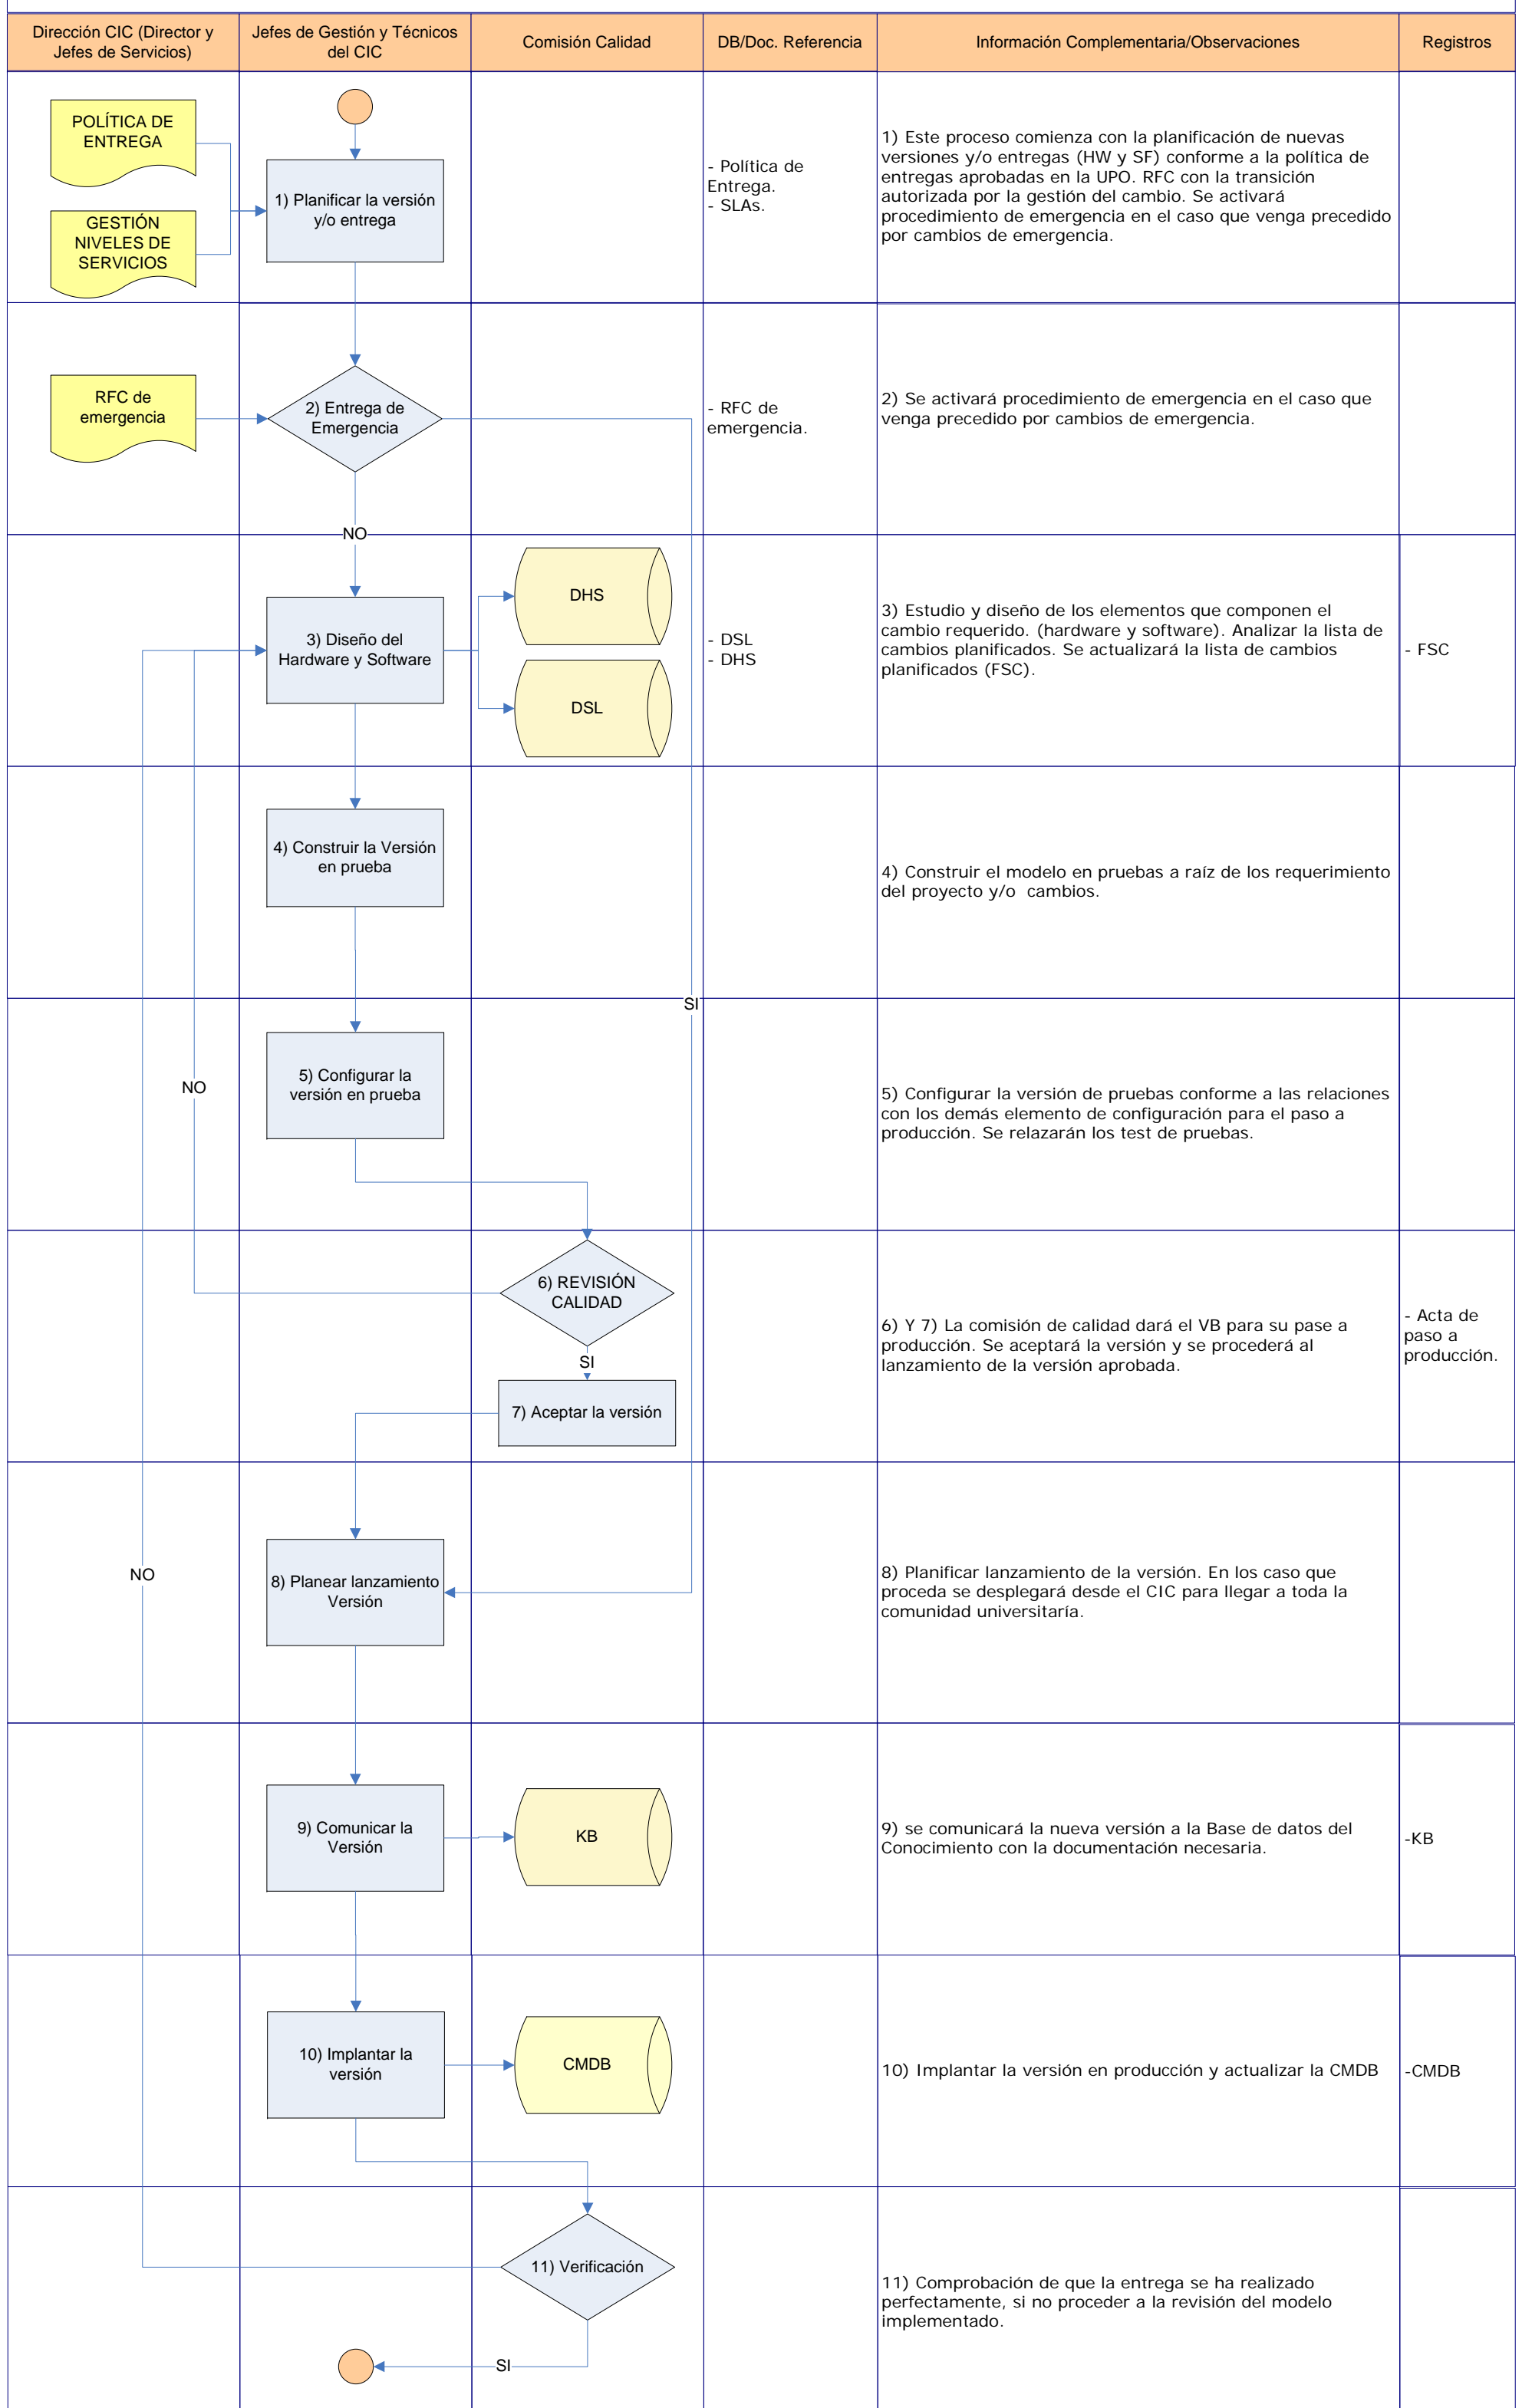 Dirección CIC (Director y
Jefes de Servicios)
Jefes de Gestión y Técnicos
del CIC
Comisión Calidad
DB/Doc. Referencia
Información Complementaria/Observaciones
Registros
POLÍTICA DE
ENTREGA
GESTIÓN
NIVELES DE
SERVICIOS
1) Planificar la versión
y/o entrega
- Política de
Entrega.
- SLAs.
1) Este proceso comienza con la planificación de nuevas
versiones y/o entregas (HW y SF) conforme a la política de
entregas aprobadas en la UPO. RFC con la transición
autorizada por la gestión del cambio. Se activará
procedimiento de emergencia en el caso que venga precedido
por cambios de emergencia.
RFC de
emergencia
2) Entrega de
Emergencia
- RFC de
emergencia.
2) Se activará procedimiento de emergencia en el caso que
venga precedido por cambios de emergencia.
NO
3) Diseño del
Hardware y Software
DHS
DSL
- DSL
- DHS
3) Estudio y diseño de los elementos que componen el
cambio requerido. (hardware y software). Analizar la lista de
cambios planificados. Se actualizará la lista de cambios
planificados (FSC).
- FSC
4) Construir la Versión
en prueba
4) Construir el modelo en pruebas a raíz de los requerimiento
del proyecto y/o  cambios.
SI
NO
5) Configurar la
versión en prueba
5) Configurar la versión de pruebas conforme a las relaciones
con los demás elemento de configuración para el paso a
producción. Se relazarán los test de pruebas.
6) REVISIÓN
CALIDAD
SI
7) Aceptar la versión
6) Y 7) La comisión de calidad dará el VB para su pase a
producción. Se aceptará la versión y se procederá al
lanzamiento de la versión aprobada.
- Acta de
paso a
producción.
NO
8) Planear lanzamiento
Versión
8) Planificar lanzamiento de la versión. En los caso que
proceda se desplegará desde el CIC para llegar a toda la
comunidad universitaría.
9) Comunicar la
Versión
KB
9) se comunicará la nueva versión a la Base de datos del
Conocimiento con la documentación necesaria.
-KB
10) Implantar la
versión
CMDB
10) Implantar la versión en producción y actualizar la CMDB
-CMDB
11) Verificación
11) Comprobación de que la entrega se ha realizado
perfectamente, si no proceder a la revisión del modelo
implementado.
SI